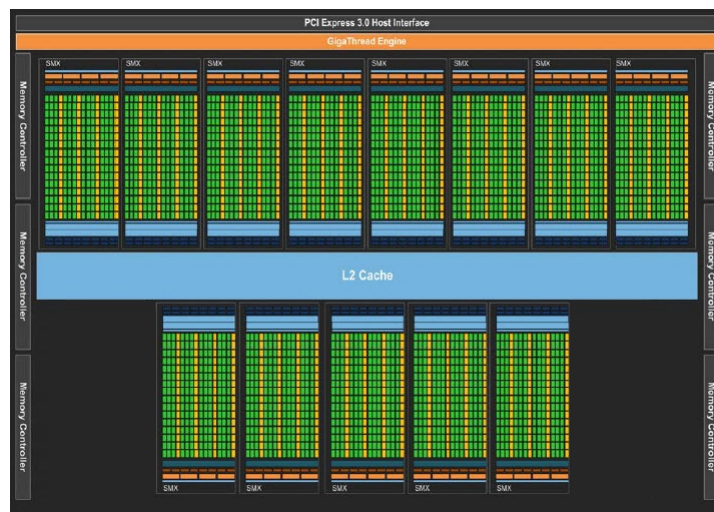 PCI Express 3.0 Host Interface
GigaThread Engine
SMX
SMX
SMX
SMX
SMX
SMX
SMX
SMX
Memory Controller
Memory Controller
Memory Controller
Memory Controller
Memory Controller
Memory Controller
L2 Cache
SMX
SMX
SMX
SMX
SMX